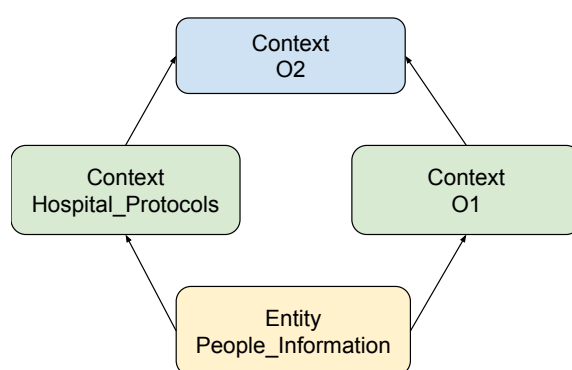 Context
O2
Context
Hospital_Protocols
Context
O1
Entity
People_Information